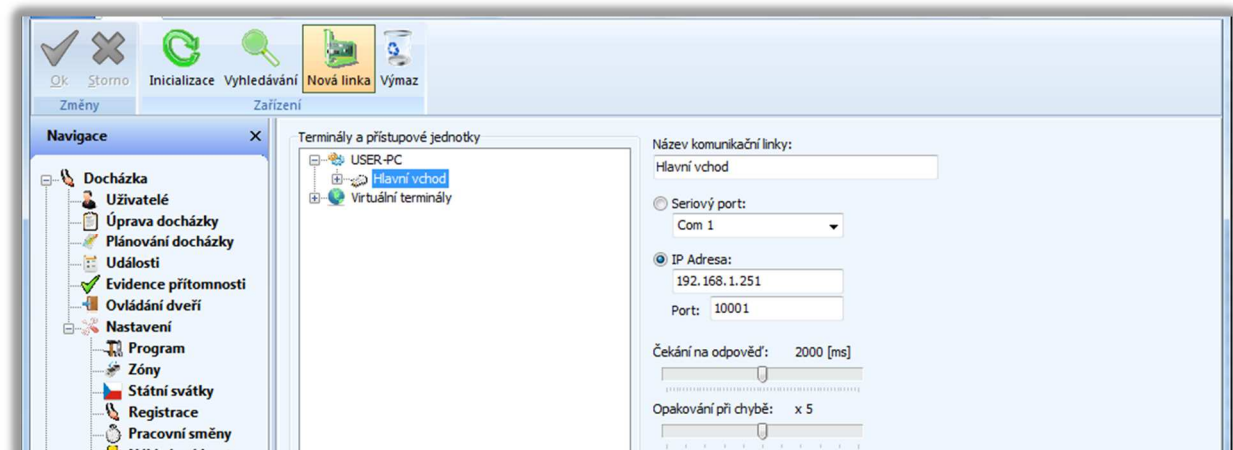 Ok Storno Inicializace Vyhledávání Nová linka Výmaz
Změny Zařízení
Navigace
Docházka
Uživatelé
Úprava docházky
Plánování docházky
Události
Evidence přítomnosti
Ovládání dveří
Nastavení
Program
Zóny
Státní svátky
Registrace
Pracovní směny
Terminály a přístupové jednotky
USER-PC
Hlavní vchod
Virtuální terminály
Název komunikační linky:
Hlavní vchod
Seriový port:
Com 1
IP Adresa:
192.168.1.251
Port: 10001
Čekání na odpověď: 2000 [ms]
Opakování při chybě: x 5